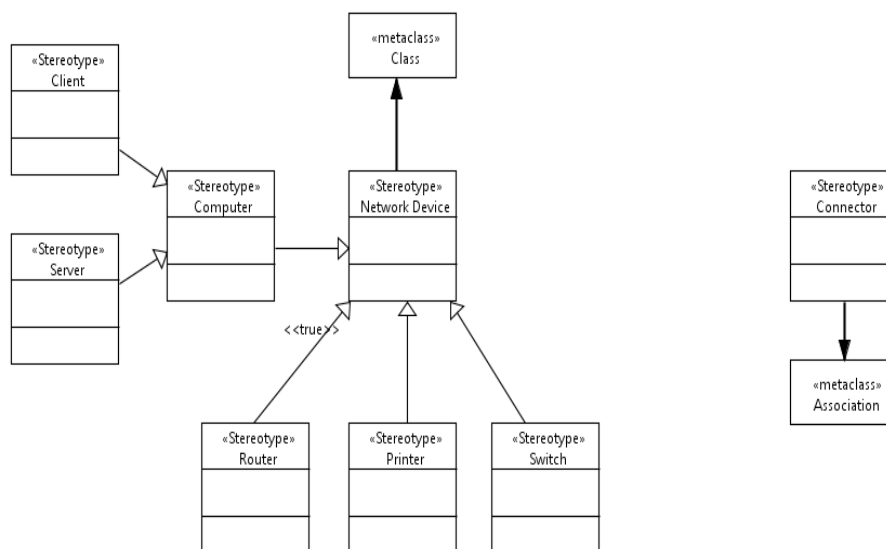 «metaclass»
Class
«Stereotype»
Client
«Stereotype»
Computer
«Stereotype»
Network Device
«Stereotype»
Connector
«Stereotype»
Server
<<true>>
«metaclass»
Association
«Stereotype»
Router
«Stereotype»
Printer
«Stereotype»
Switch